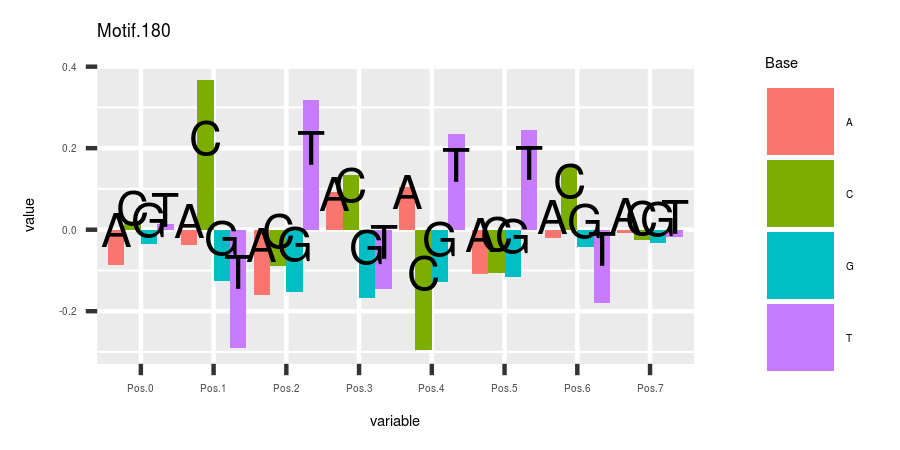 Motif.180
Base
0.4
0.2
0.0
-0.2
value
A C G T A C G T A C G T A C G T A C G T A C G T A C G T A C G T
Pos.0 Pos.1 Pos.2 Pos.3 Pos.4 Pos.5 Pos.6 Pos.7
variable
A
C
G
T